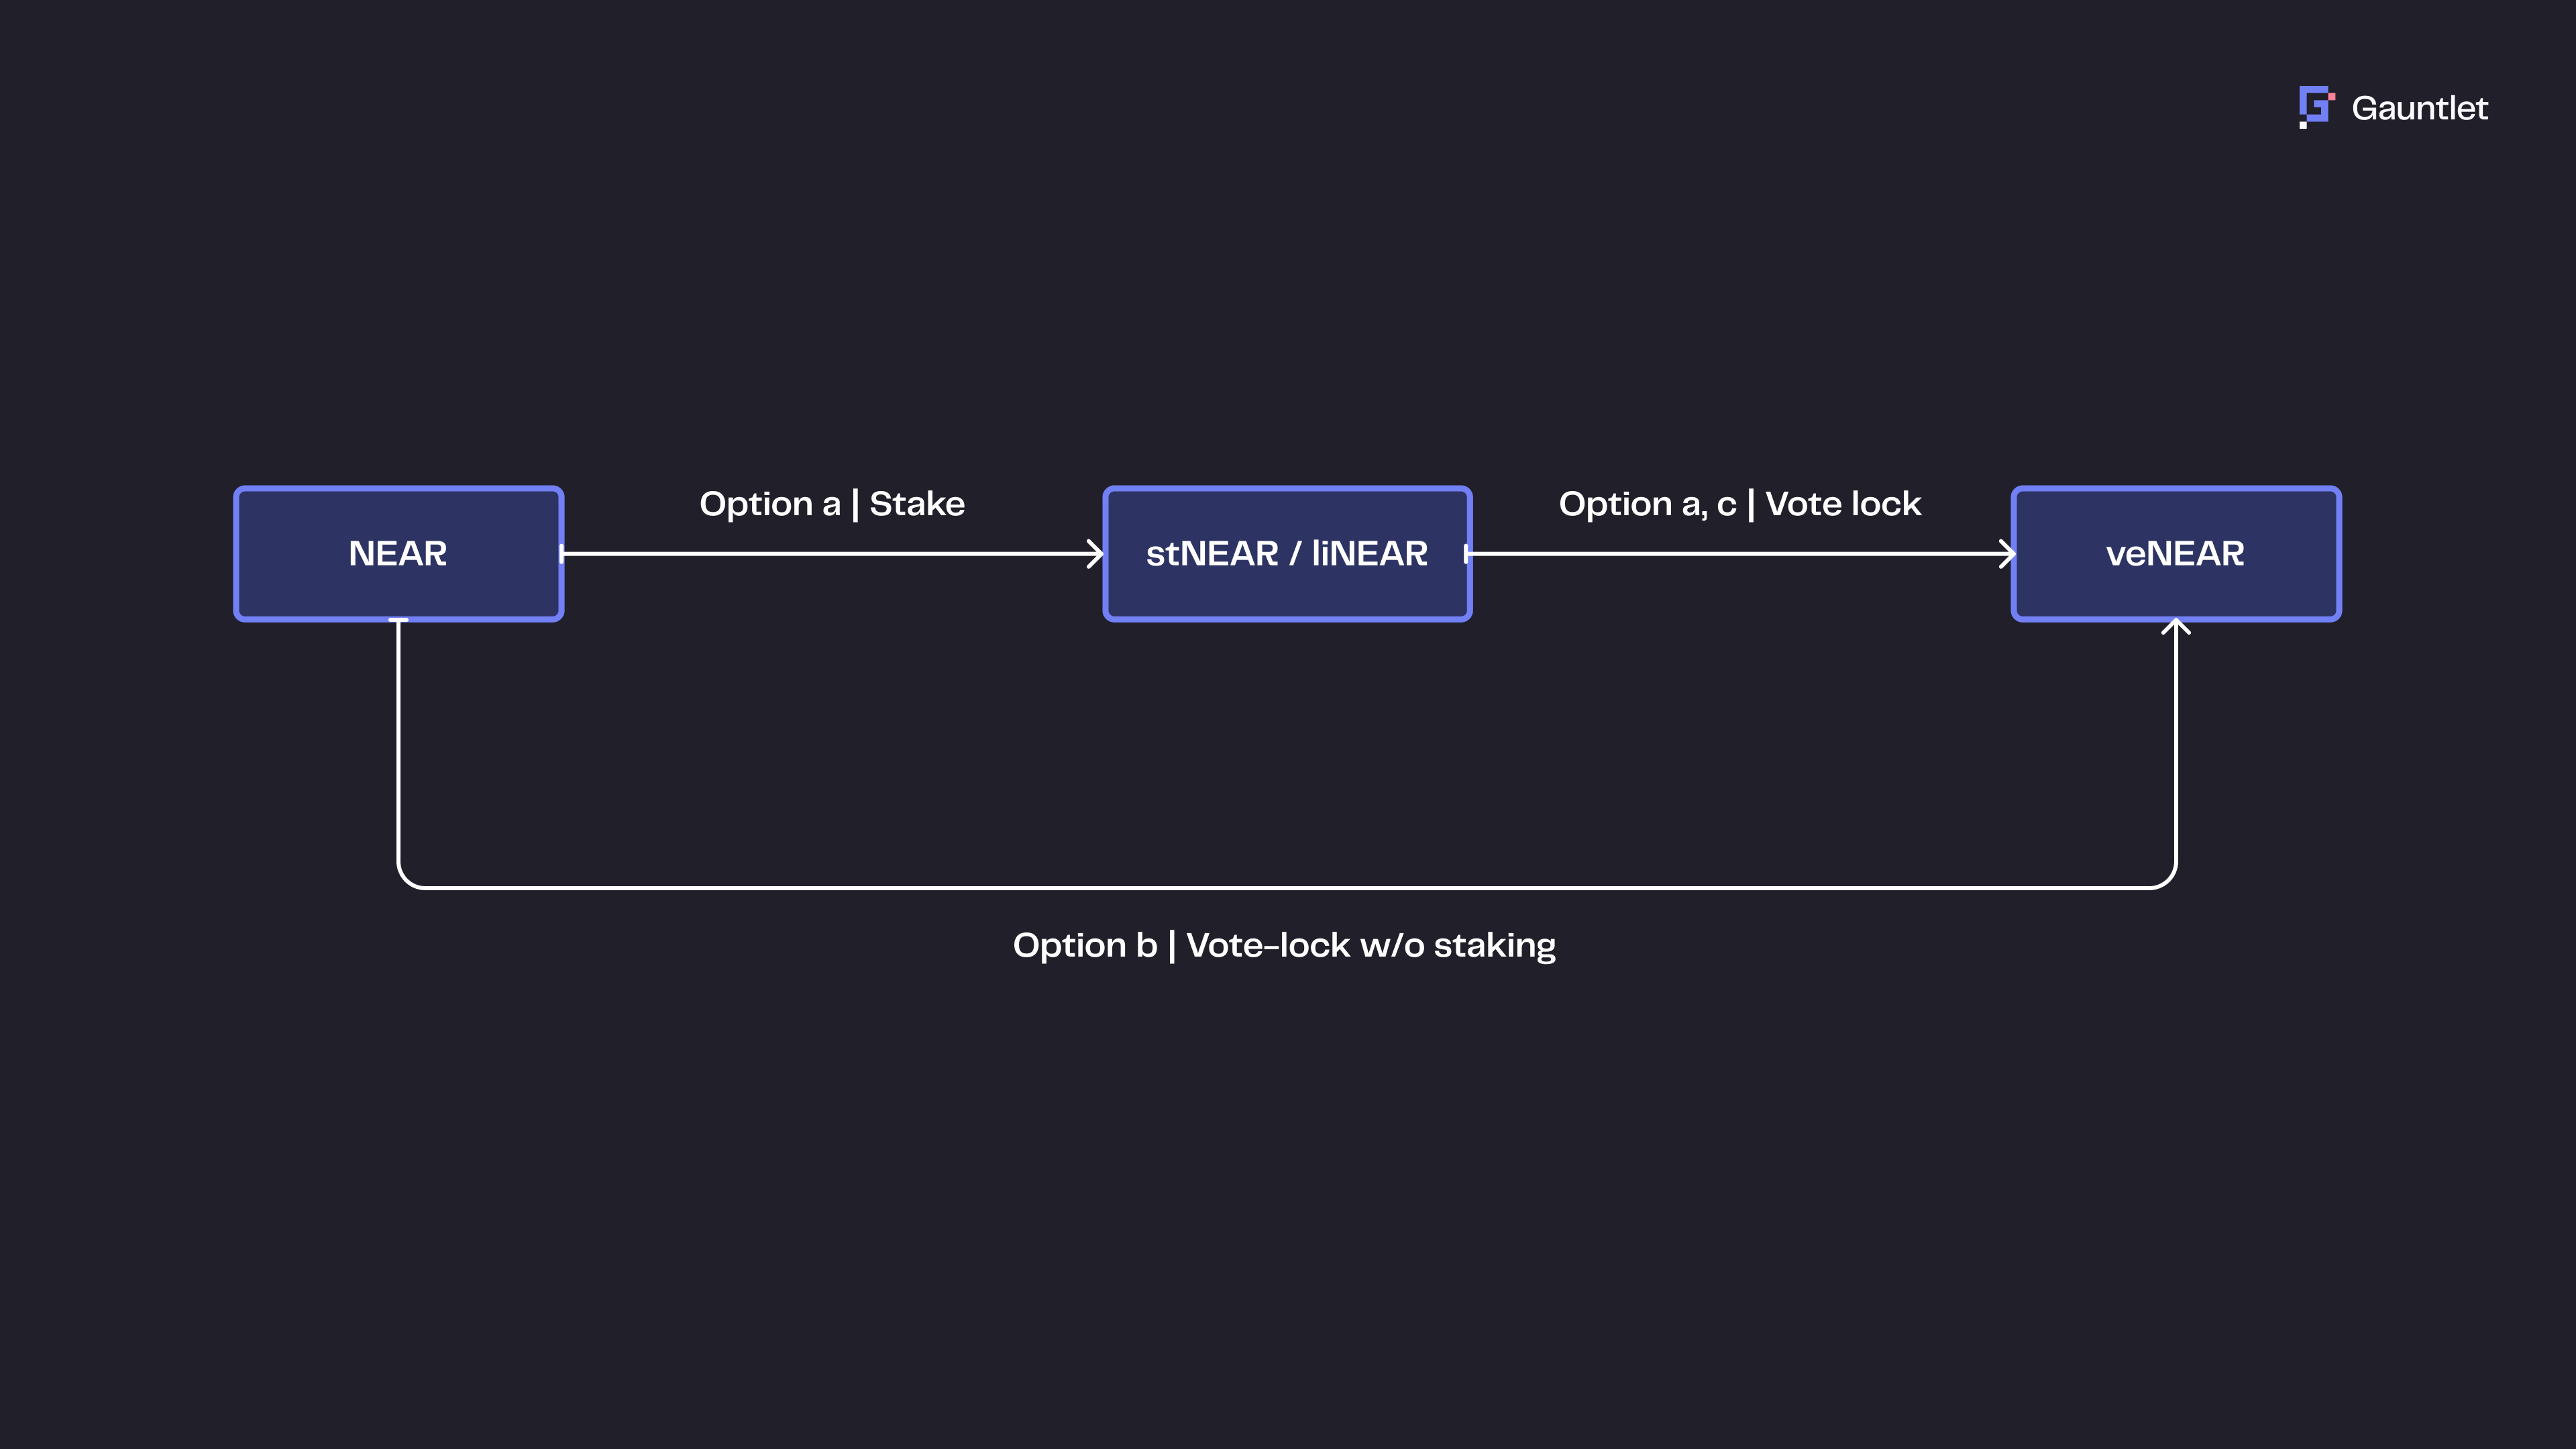 Gauntlet
Option a | Stake
Option a, c | Vote lock
NEAR
stNEAR / liNEAR
veNEAR
Option b | Vote-lock w/o staking